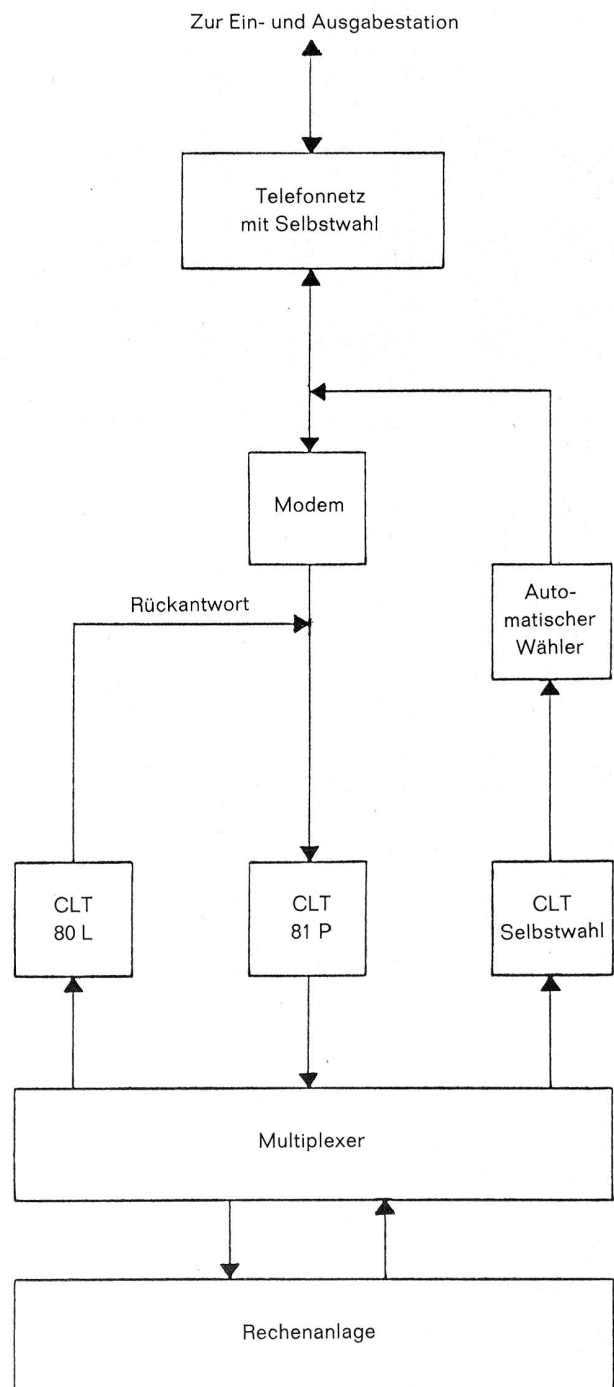 Zur Ein- und Ausgabestation
Telefonnetz
mit Selbstwahl
Modem
Rückantwort
Auto-
matischer
Wähler
CLT
80 L
CLT
81 P
CLT
Selbstwahl
Multiplexer
Rechenanlage